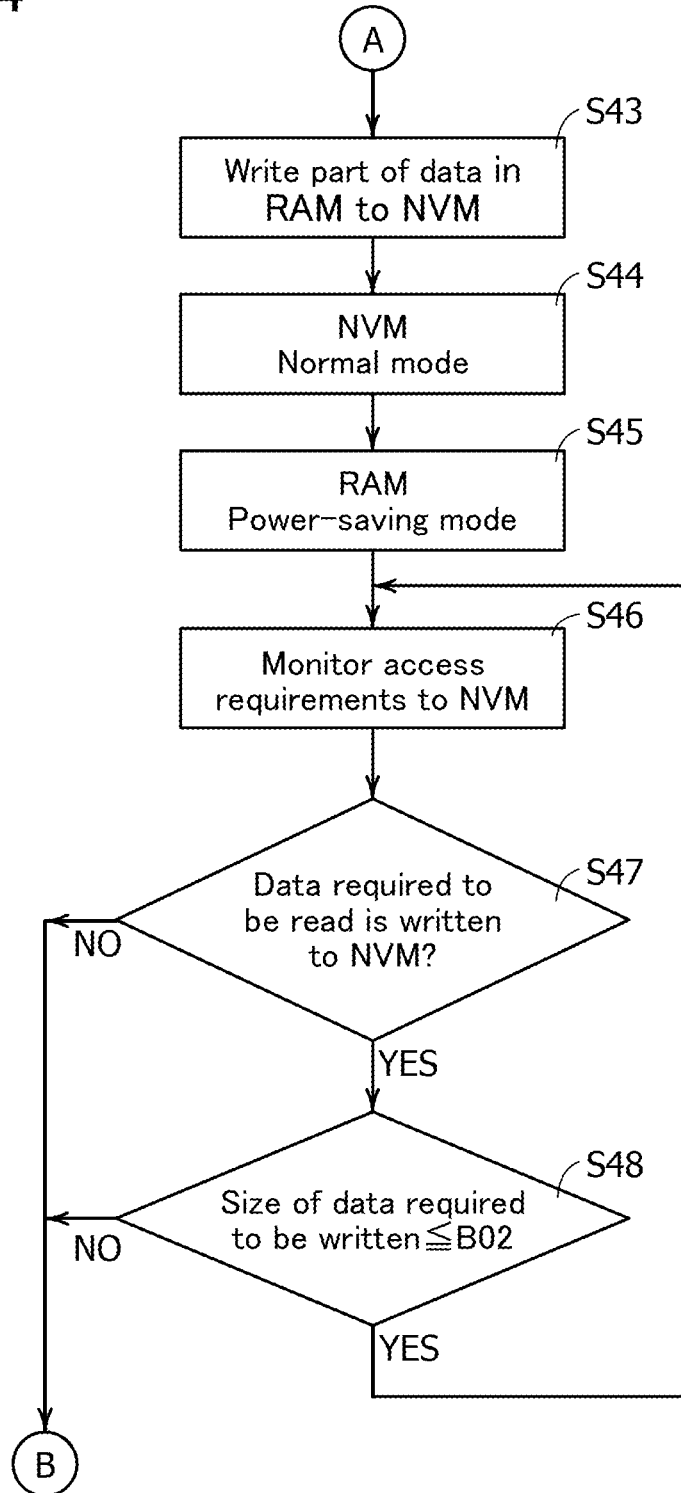 A
S43
Write part of data in
RAM to NVM
S44
NVM
Normal mode
S45
RAM
Power-saving mode
S46
Monitor access
requirements to NVM
S47
Data required to
be read is written
to NVM?
NO
YES
S48
Size of data required
to be written≦B02
NO
YES
B